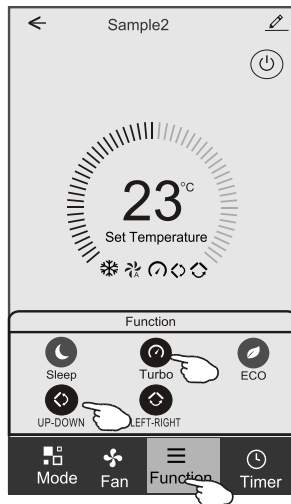 Sample2
23°C
Set Temperature
A
Function
Sleep Turbo ECO
UP-DOWN LEFT-RIGHT
Mode Fan Function Timer